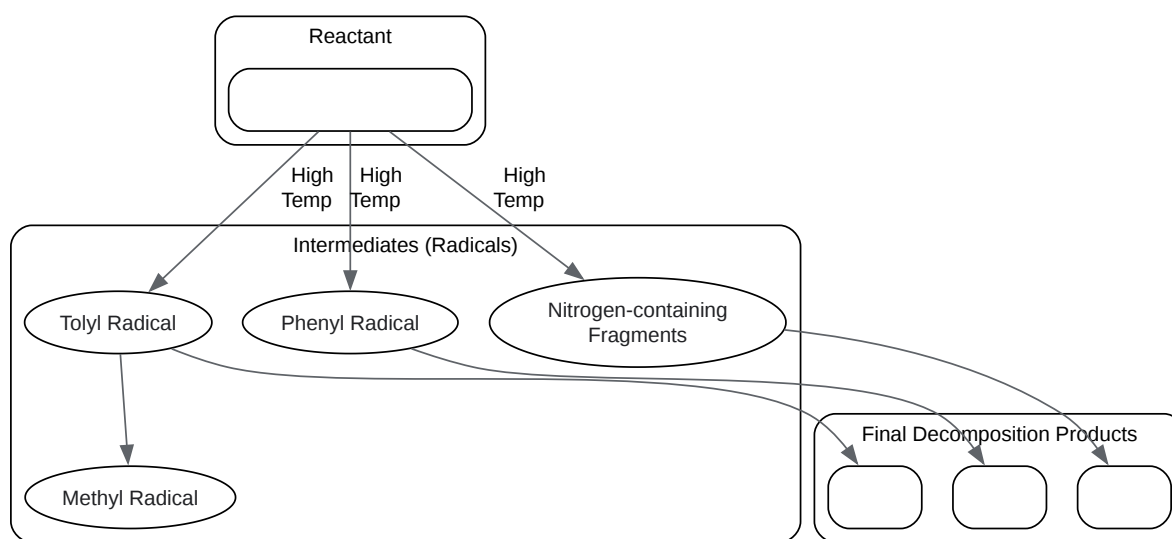 Reactant
High
Temp
High
Temp
High
Temp
Intermediates (Radicals)
Tolyl Radical
Phenyl Radical
Nitrogen-containing
Fragments
Final Decomposition Products
Methyl Radical